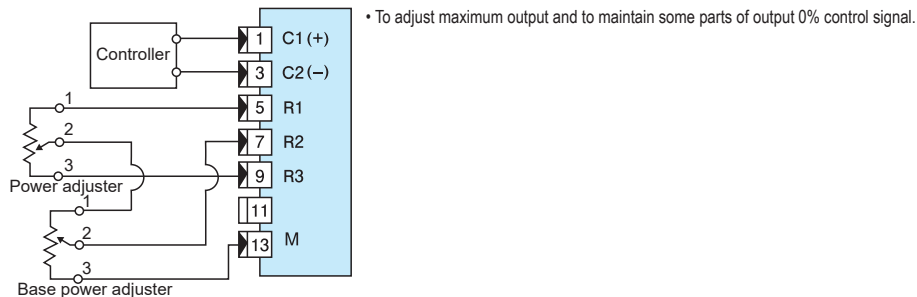 • To adjust maximum output and to maintain some parts of output 0% control signal.
Controller
1 C1(+)
3 C2(−)
1
5 R1
2
7 R2
3
9 R3
Power adjuster
1
11
2
13 M
3
Base power adjuster